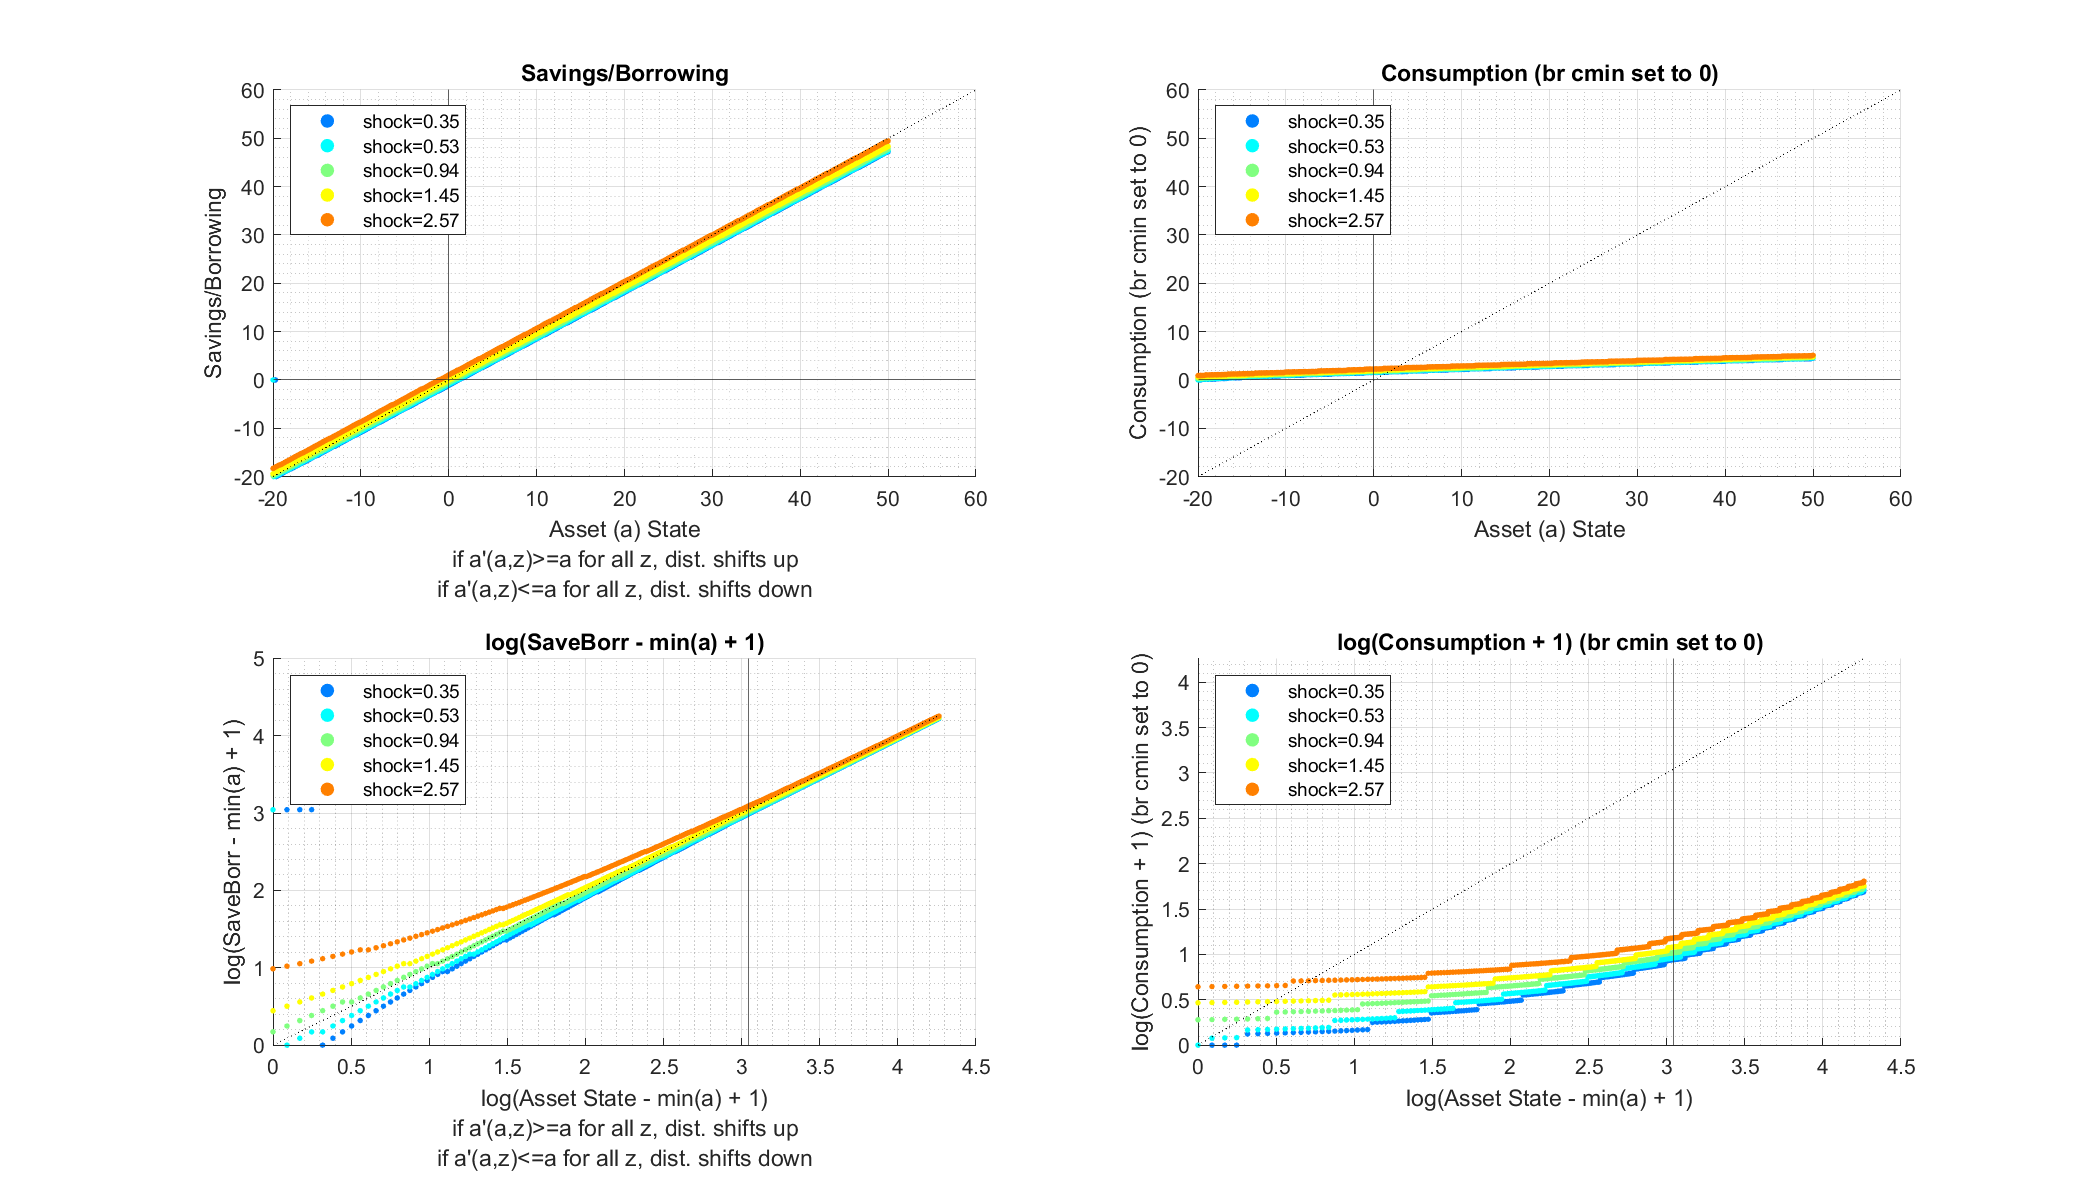 Savings/Borrowing
60
50
40
30
20
10
0
-10
-20
Savings/Borrowing
shock=0.35
shock=0.53
shock=0.94
shock=1.45
shock=2.57
-20 -10 0 10 20 30 40 50 60
Asset (a) State
if a'(a,z)>=a for all z, dist. shifts up
if a'(a,z)<=a for all z, dist. shifts down
Consumption (br cmin set to 0)
60
50
40
30
20
10
0
-10
-20
Consumption (br cmin set to 0)
shock=0.35
shock=0.53
shock=0.94
shock=1.45
shock=2.57
-20 -10 0 10 20 30 40 50 60
Asset (a) State
log(SaveBorr - min(a) + 1)
5
4
3
2
1
0
log(SaveBorr - min(a) + 1)
shock=0.35
shock=0.53
shock=0.94
shock=1.45
shock=2.57
0 0.5 1 1.5 2 2.5 3 3.5 4 4.5
log(Asset State - min(a) + 1)
if a'(a,z)>=a for all z, dist. shifts up
if a'(a,z)<=a for all z, dist. shifts down
log(Consumption + 1) (br cmin set to 0)
4
3.5
3
2.5
2
1.5
1
0.5
0
log(Consumption + 1) (br cmin set to 0)
shock=0.35
shock=0.53
shock=0.94
shock=1.45
shock=2.57
0 0.5 1 1.5 2 2.5 3 3.5 4 4.5
log(Asset State - min(a) + 1)